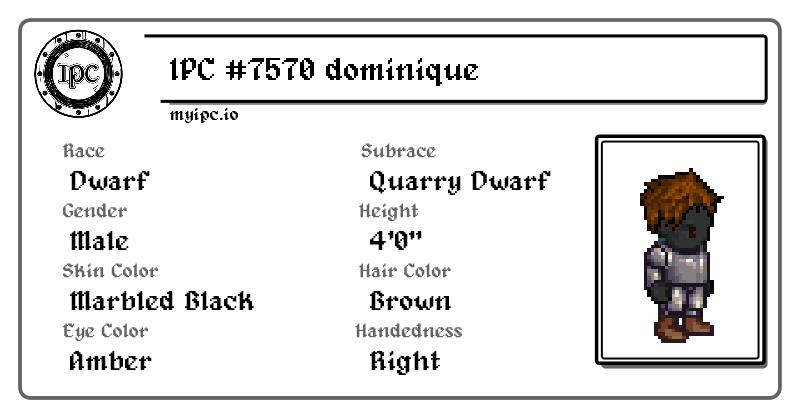 IPC
IPC #7570 dominique
myipc.io
Race
Dwarf
Subrace
Quarry Dwarf
Gender
Male
Height
4'0"
Skin Color
Marbled Black
Hair Color
Brown
Eye Color
Amber
Handedness
Right